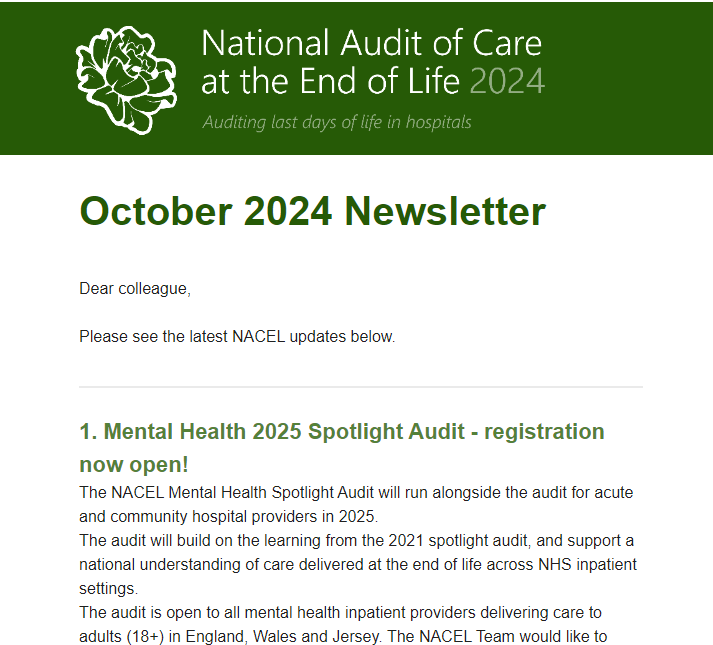 National Audit of Care
at the End of Life 2024
Auditing last days of life in hospitals
October 2024 Newsletter
Dear colleague,
Please see the latest NACEL updates below.
1. Mental Health 2025 Spotlight Audit - registration
now open!
The NACEL Mental Health Spotlight Audit will run alongside the audit for acute
and community hospital providers in 2025.
The audit will build on the learning from the 2021 spotlight audit, and support a
national understanding of care delivered at the end of life across NHS inpatient
settings.
The audit is open to all mental health inpatient providers delivering care to
adults (18+) in England, Wales and Jersey. The NACEL Team would like to